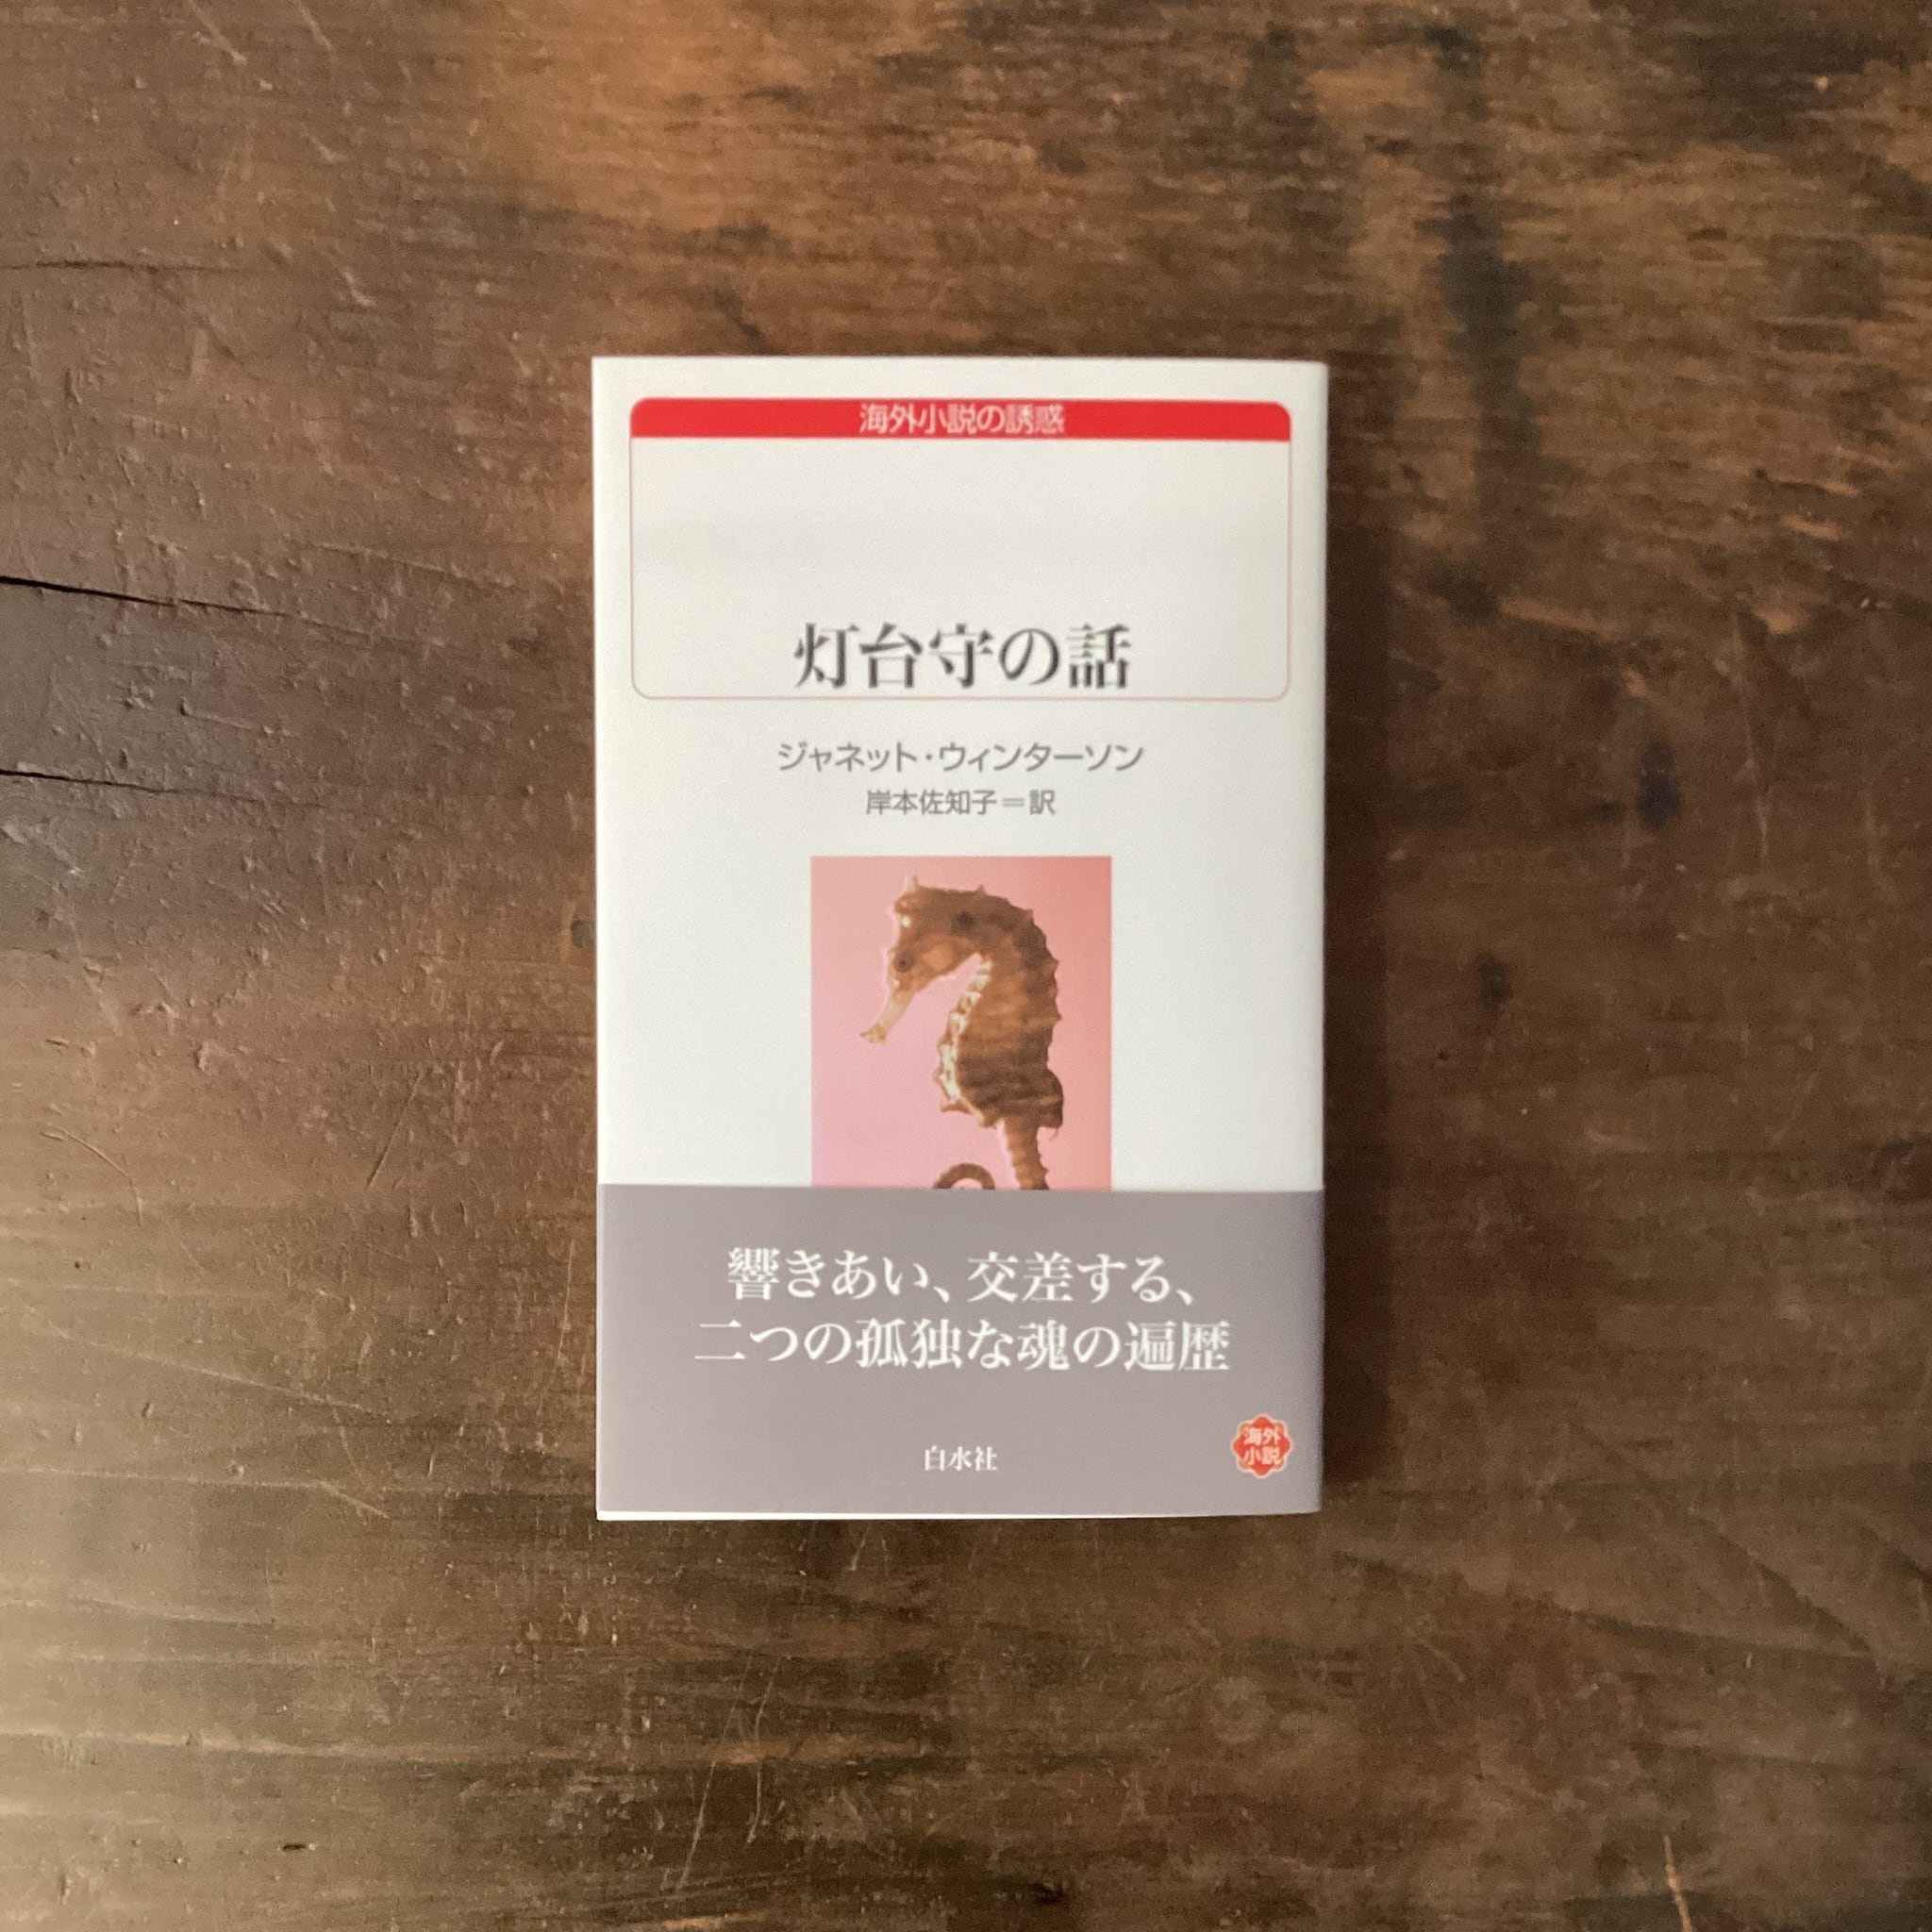 海外小説の誘惑
灯台守の話
ジャネット・ウィンターソン
岸本佐知子＝訳
響きあい、交差する、
二つの孤独な魂の遍歴
白水社
海外
小説